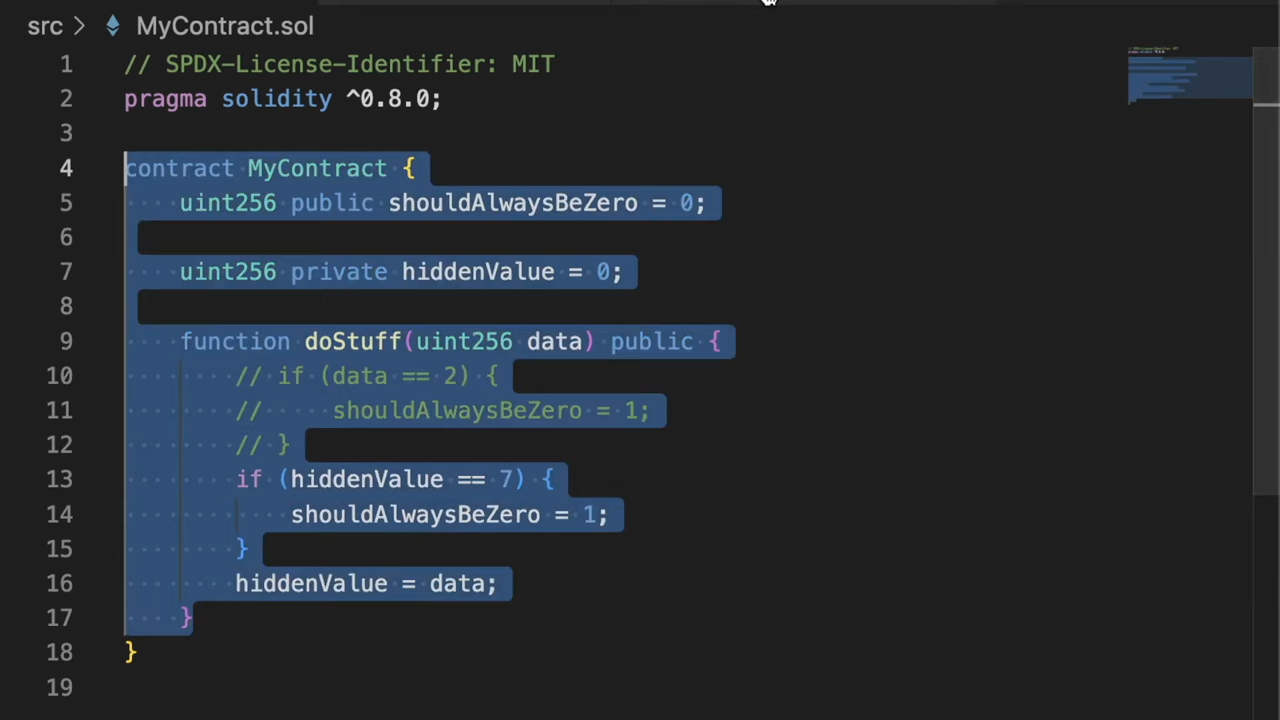 src > MyContract.sol
1 // SPDX-License-Identifier: MIT
2 pragma solidity ^0.8.0;
3
4 contract MyContract {
5     uint256 public shouldAlwaysBeZero = 0;
6
7     uint256 private hiddenValue = 0;
8
9     function doStuff(uint256 data) public {
10         // if (data == 2) {
11         //     shouldAlwaysBeZero = 1;
12         // }
13         if (hiddenValue == 7) {
14             shouldAlwaysBeZero = 1;
15         }
16         hiddenValue = data;
17     }
18 }
19